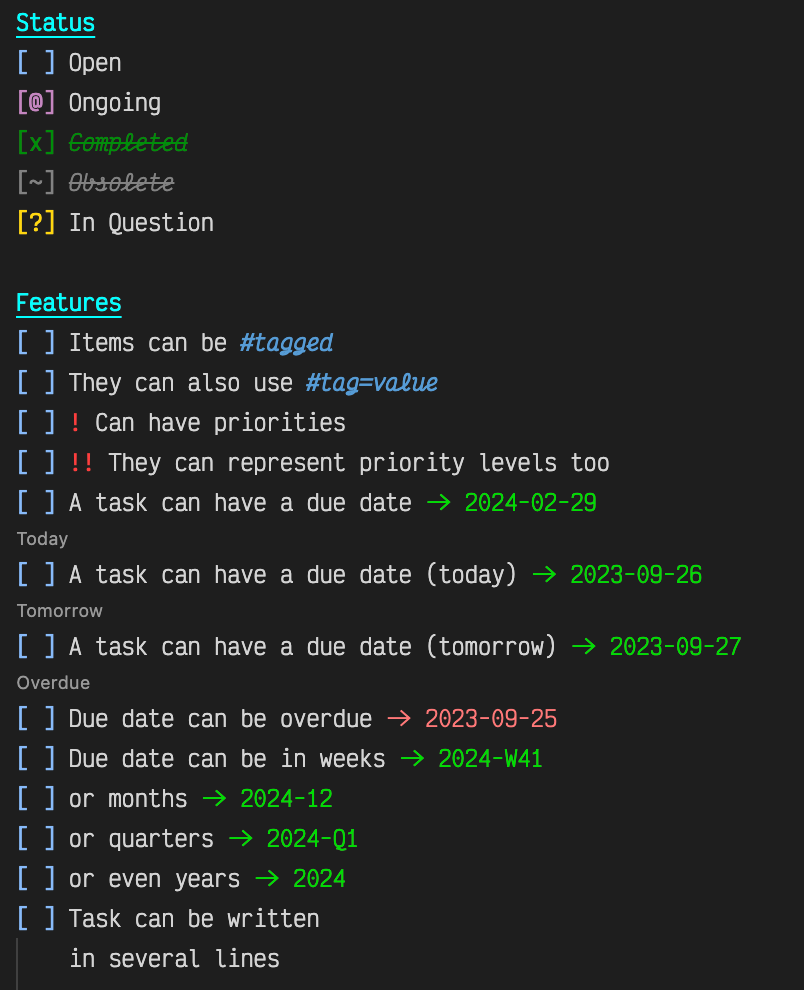 Status
[ ] Open
[@] Ongoing
[x] Completed
[~] Obsolete
[?] In Question
Features
[ ] Items can be #tagged
[ ] They can also use #tag=value
[ ] ! Can have priorities
[ ] !! They can represent priority levels too
[ ] A task can have a due date → 2024-02-29
Today
[ ] A task can have a due date (today) → 2023-09-26
Tomorrow
[ ] A task can have a due date (tomorrow) → 2023-09-27
Overdue
[ ] Due date can be overdue → 2023-09-25
[ ] Due date can be in weeks → 2024-W41
[ ] or months → 2024-12
[ ] or quarters → 2024-Q1
[ ] or even years → 2024
[ ] Task can be written
in several lines